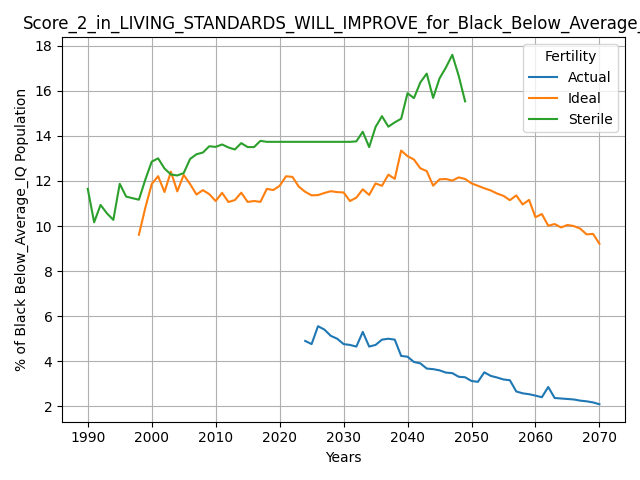 Score_2_in_LIVING_STANDARDS_WILL_IMPROVE_for_Black_Below_Average_
18
16
14
12
10
8
6
4
2
% of Black Below_Average_IQ Population
Fertility
Actual
Ideal
Sterile
1990 2000 2010 2020 2030 2040 2050 2060 2070
Years